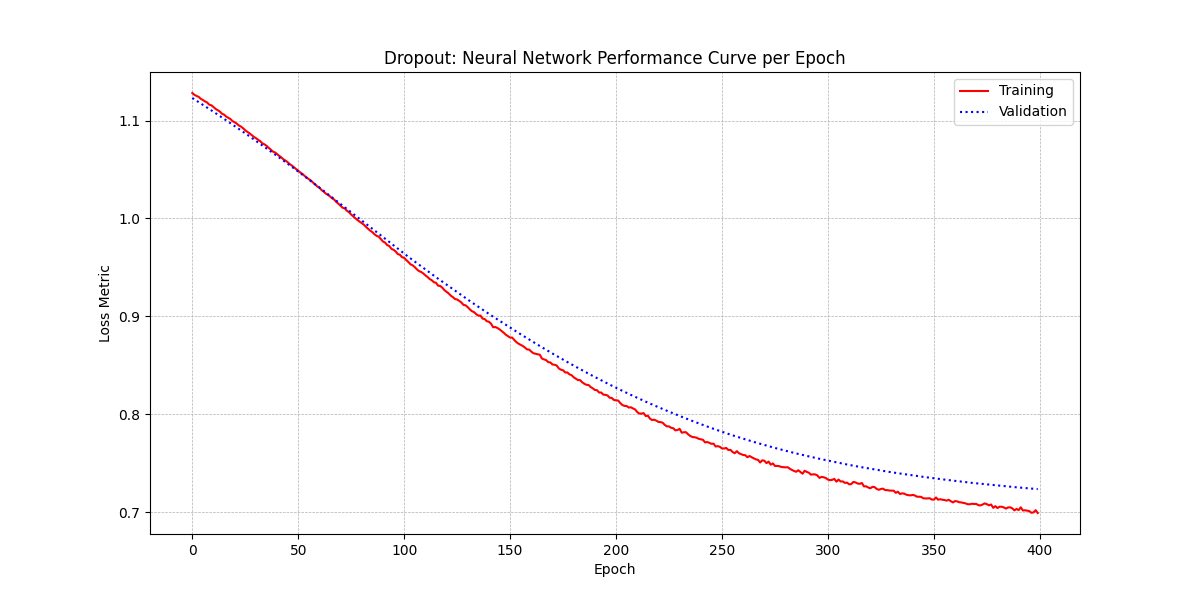 Dropout: Neural Network Performance Curve per Epoch
Training
Validation
Loss Metric
1.1
1.0
0.9
0.8
0.7
0 50 100 150 200 250 300 350 400
Epoch